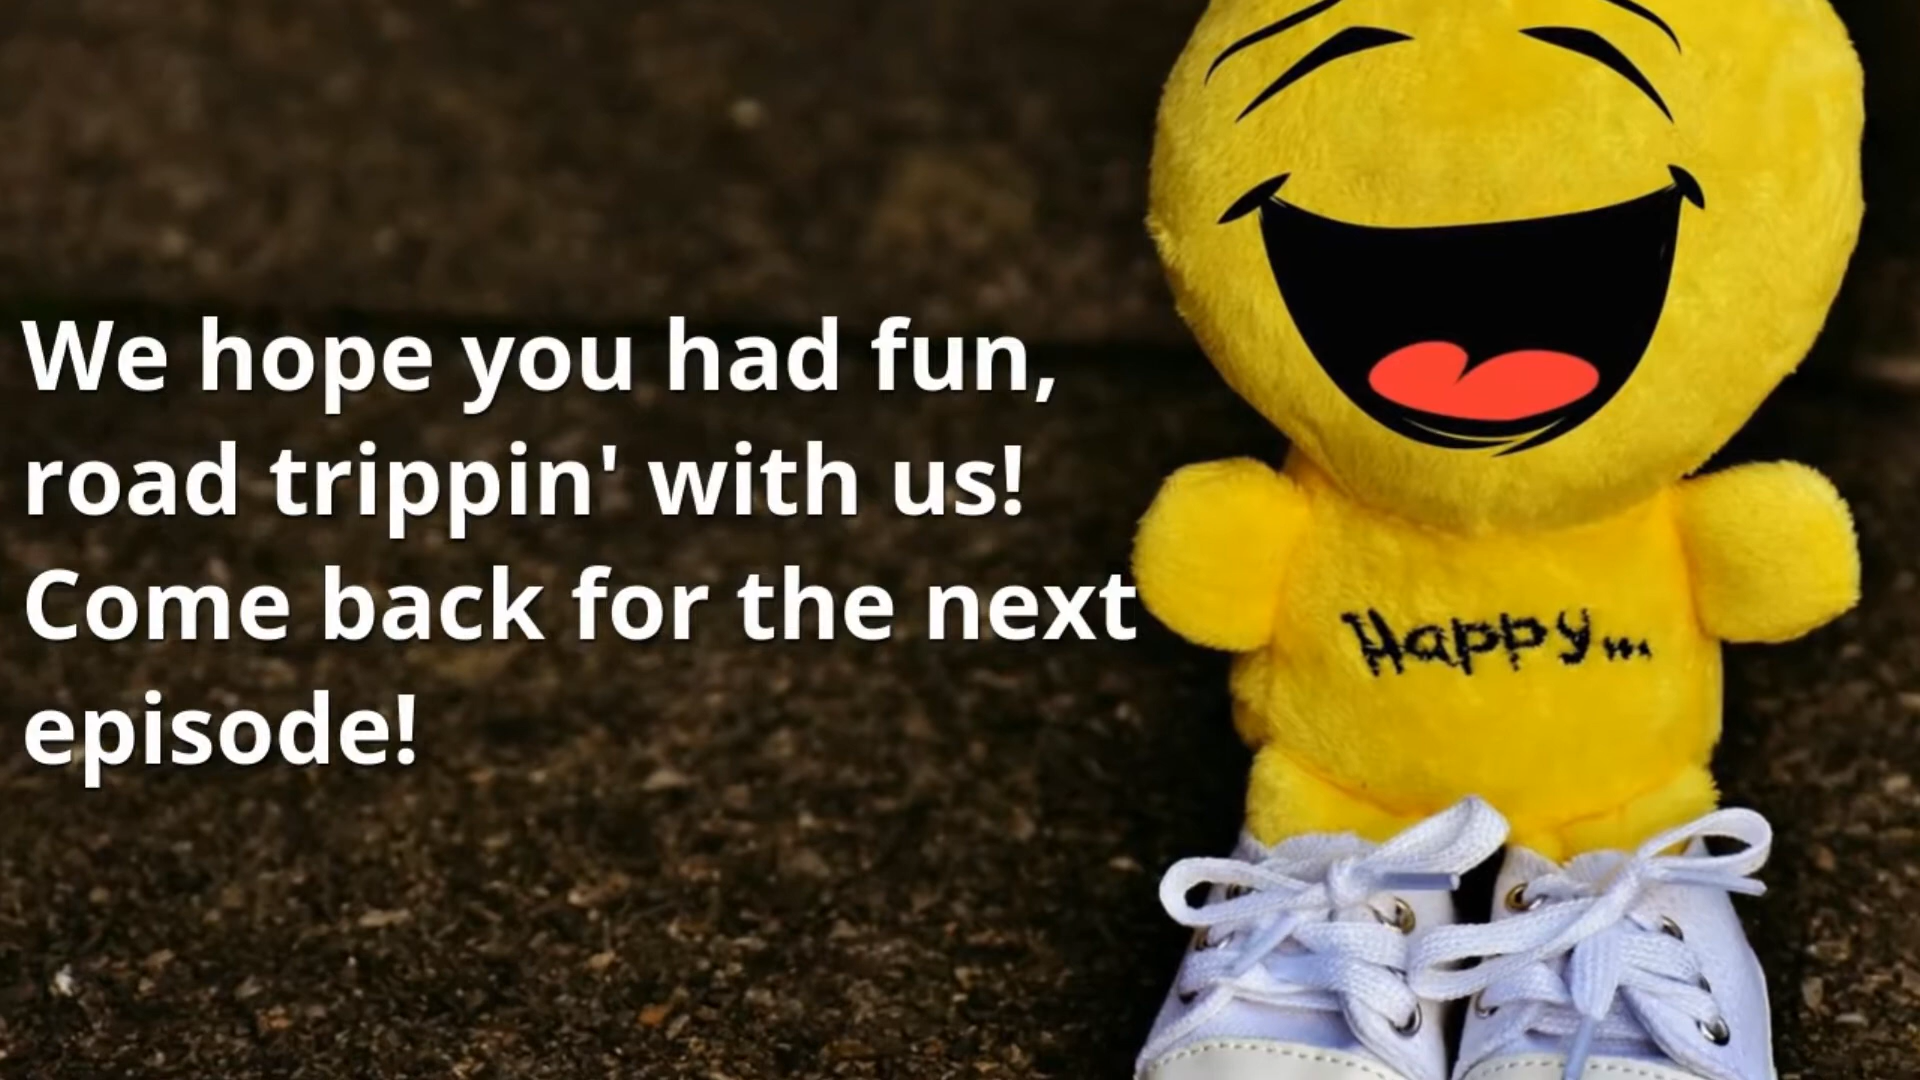 We hope you had fun,
road trippin' with us!
Come back for the next
episode!
Happy...